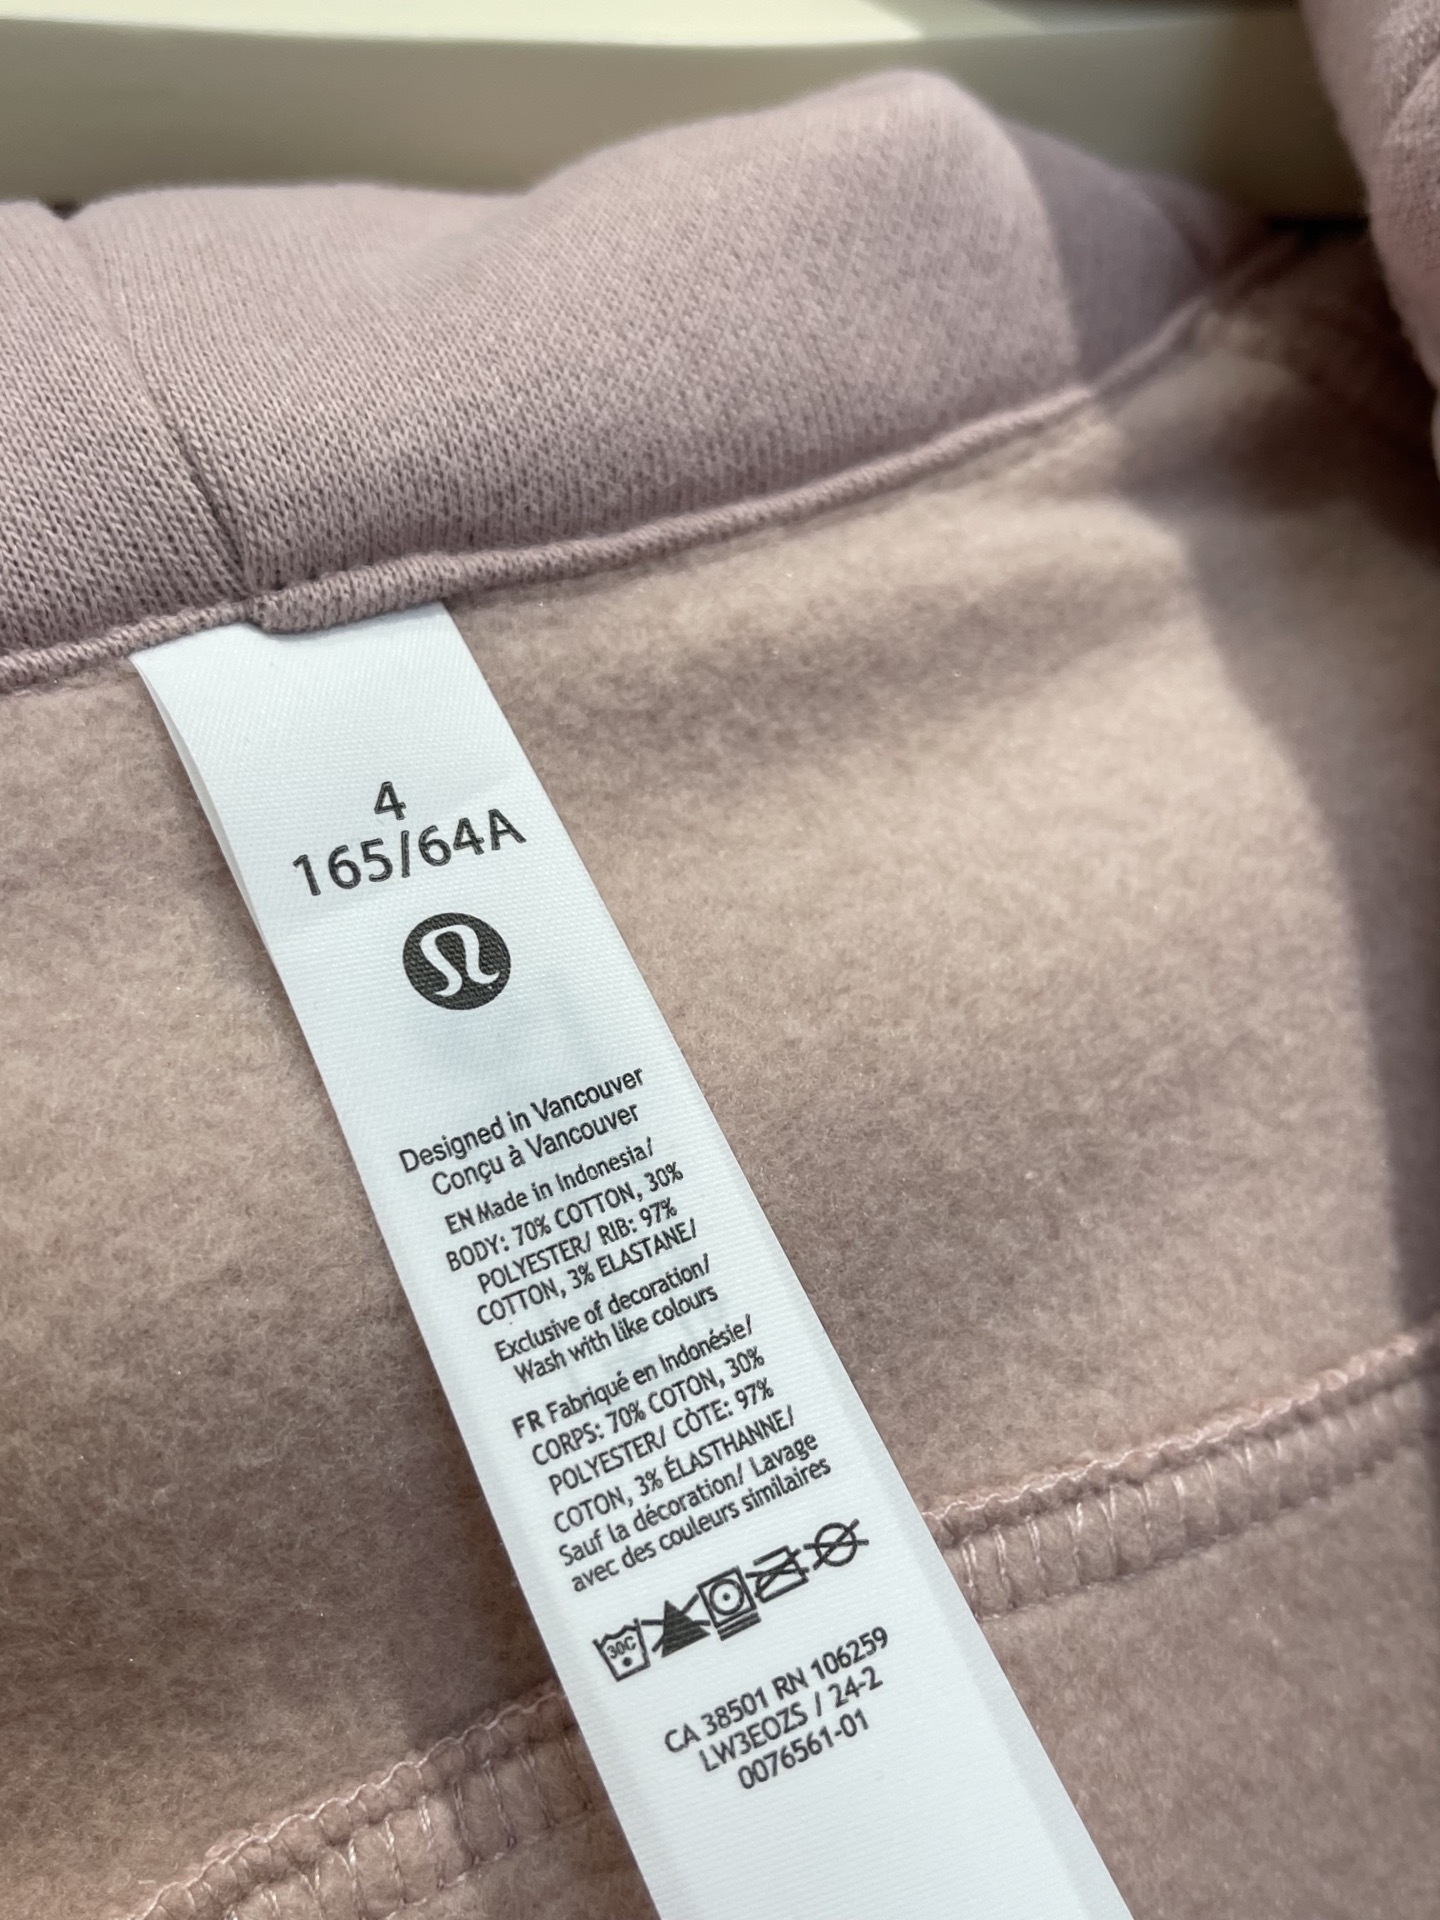 4
165/64A
Designed in Vancouver
Conçu à Vancouver
EN Made in Indonesia/
BODY: 70% COTTON, 30%
POLYESTER/ RIB: 97%
COTTON, 3% ELASTANE/
Exclusive of decoration/
Wash with like colours
FR Fabriqué en Indonésie/
CORPS: 70% COTON, 30%
POLYESTER/ CÔTE: 97%
COTON, 3% ÉLASTHANNE/
Sauf la décoration/ Lavage
avec des couleurs similaires
30C
CA 38501 RN 106259
LW3EOZS / 24-2
0076561-01